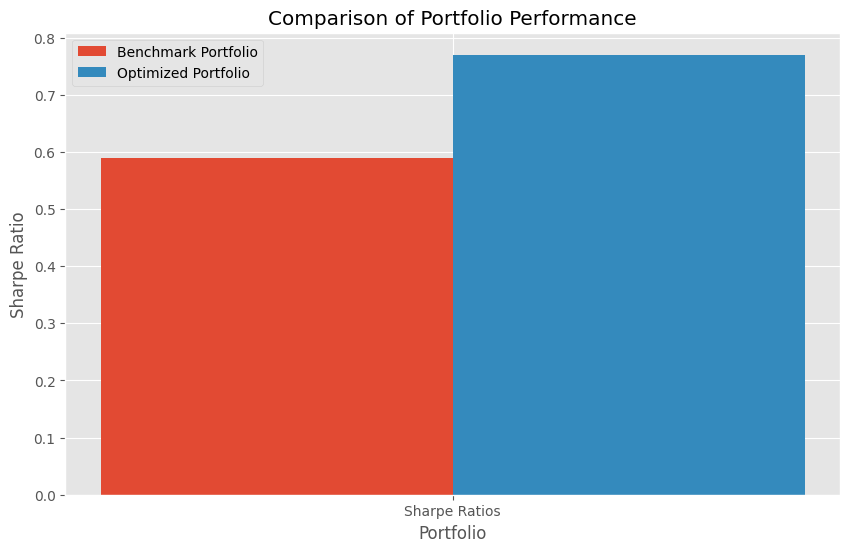 Comparison of Portfolio Performance
Benchmark Portfolio
Optimized Portfolio
Sharpe Ratio
0.8
0.7
0.6
0.5
0.4
0.3
0.2
0.1
0.0
Sharpe Ratios
Portfolio